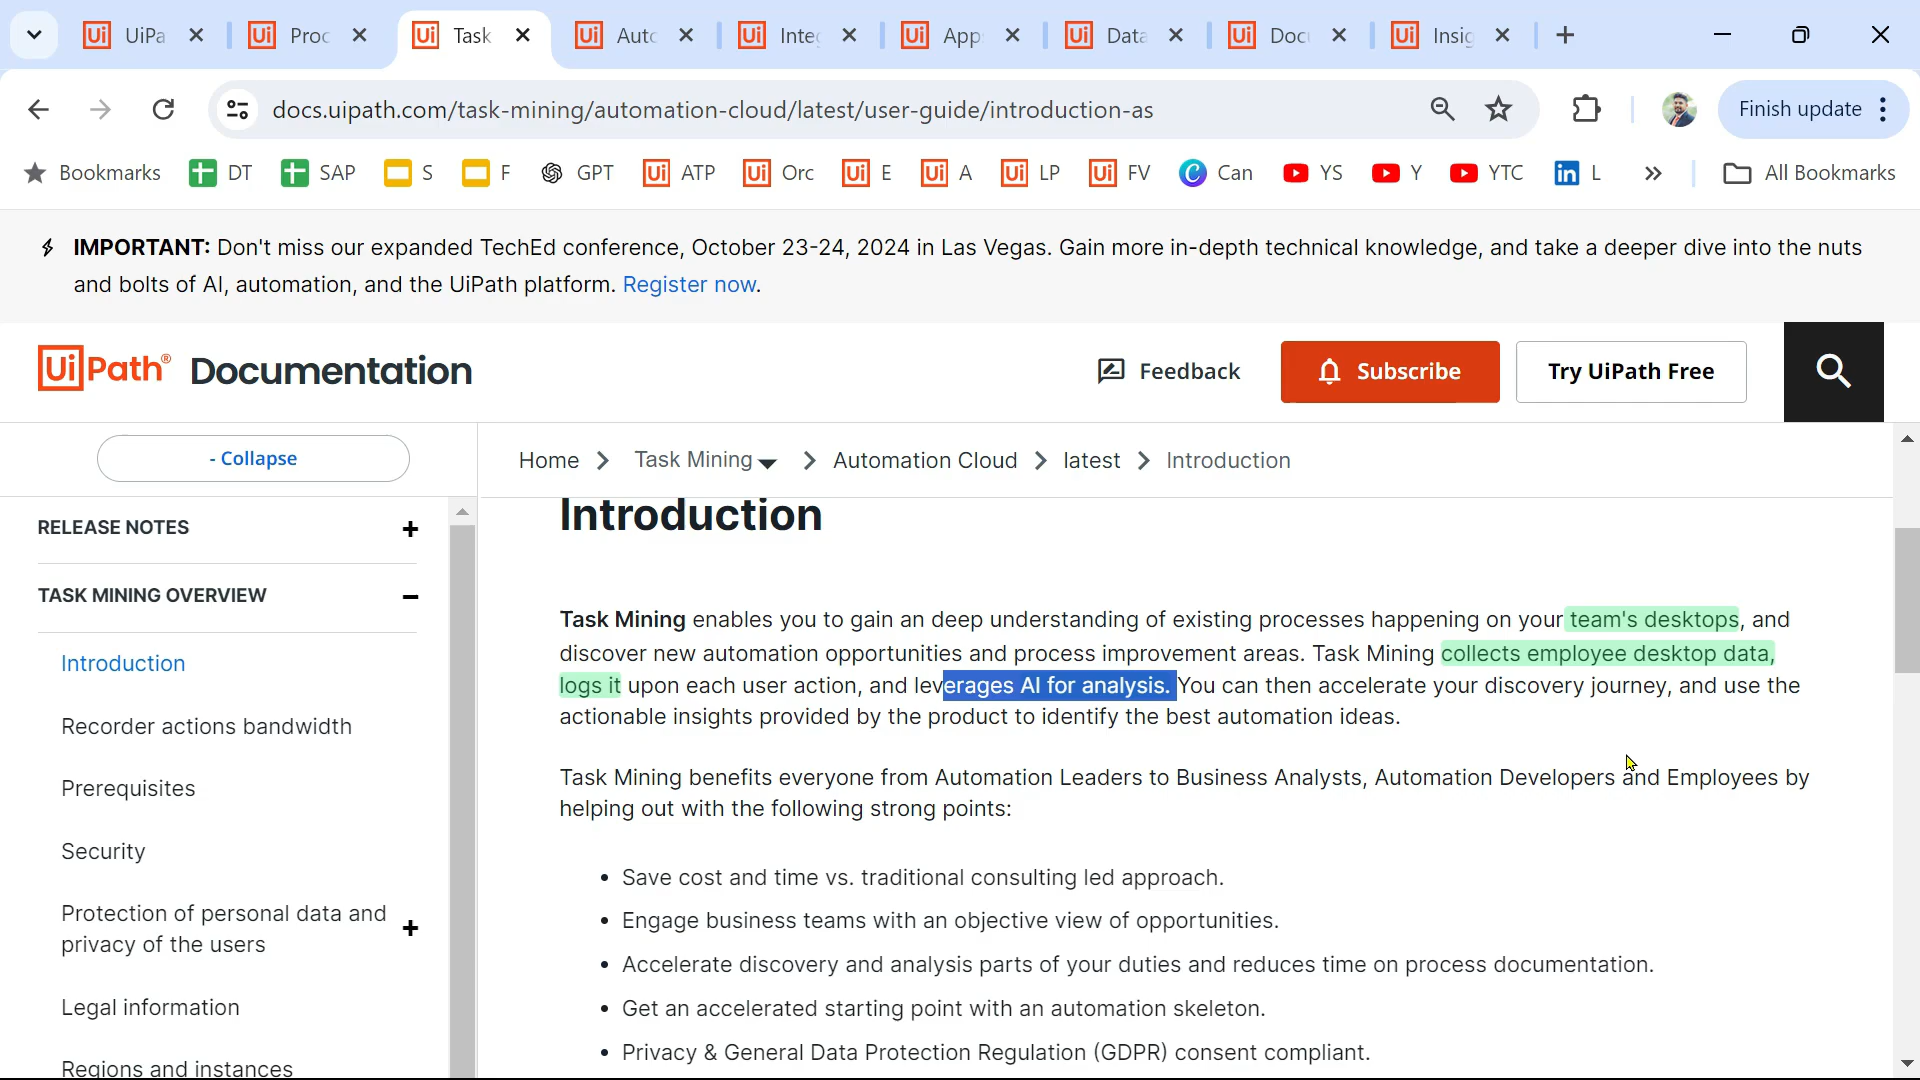 UiPa
Proc
Task
Auto
Inte
App
Data
Doc
Insig
docs.uipath.com/task-mining/automation-cloud/latest/user-guide/introduction-as
Finish update
Bookmarks
DT
SAP
S
F
GPT
ATP
Orc
E
A
LP
FV
Can
YS
Y
YTC
L
All Bookmarks
IMPORTANT: Don't miss our expanded TechEd conference, October 23-24, 2024 in Las Vegas. Gain more in-depth technical knowledge, and take a deeper dive into the nuts
and bolts of AI, automation, and the UiPath platform. Register now.
UiPath® Documentation
Feedback
Subscribe
Try UiPath Free
- Collapse
Home > Task Mining > Automation Cloud > latest > Introduction
RELEASE NOTES +
TASK MINING OVERVIEW −
Introduction
Recorder actions bandwidth
Prerequisites
Security
Protection of personal data and
privacy of the users +
Legal information
Regions and instances
Introduction
Task Mining enables you to gain an deep understanding of existing processes happening on your team's desktops, and
discover new automation opportunities and process improvement areas. Task Mining collects employee desktop data,
logs it upon each user action, and leverages AI for analysis. You can then accelerate your discovery journey, and use the
actionable insights provided by the product to identify the best automation ideas.
Task Mining benefits everyone from Automation Leaders to Business Analysts, Automation Developers and Employees by
helping out with the following strong points:
• Save cost and time vs. traditional consulting led approach.
• Engage business teams with an objective view of opportunities.
• Accelerate discovery and analysis parts of your duties and reduces time on process documentation.
• Get an accelerated starting point with an automation skeleton.
• Privacy & General Data Protection Regulation (GDPR) consent compliant.